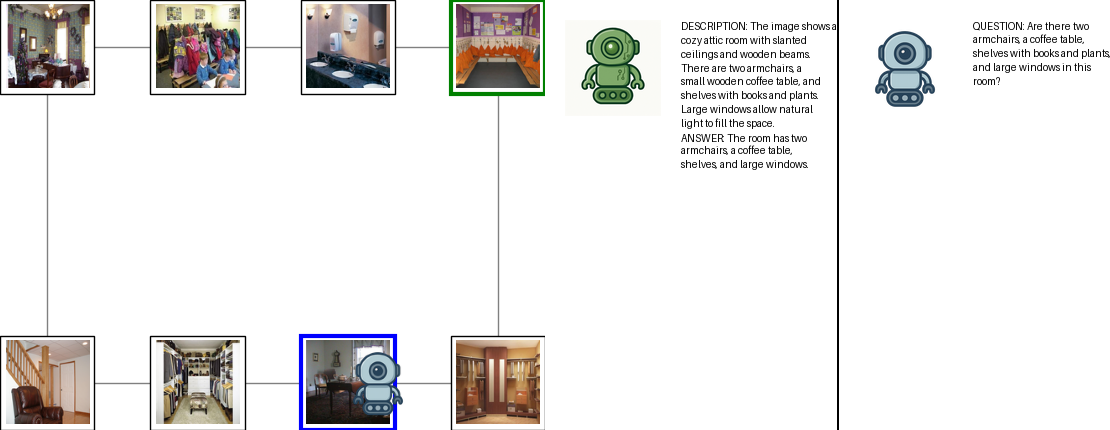 DESCRIPTION: The image shows a
cozy attic room with slanted
ceilings and wooden beams.
There are two armchairs, a
small wooden coffee table, and
shelves with books and plants.
Large windows allow natural
light to fill the space.
ANSWER: The room has two
armchairs, a coffee table,
shelves, and large windows.
QUESTION: Are there two
armchairs, a coffee table,
shelves with books and plants,
and large windows in this
room?